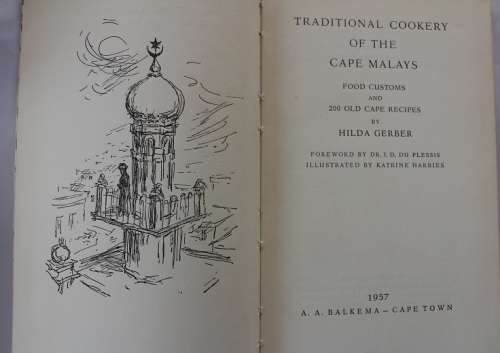 TRADITIONAL COOKERY
OF THE
CAPE MALAYS
FOOD CUSTOMS
AND
200 OLD CAPE RECIPES
BY
HILDA GERBER
FOREWORD BY DR. I. D. DU PLESSIS
ILLUSTRATED BY KATRINE HARRIES
1957
A. A. BALKEMA – CAPE TOWN